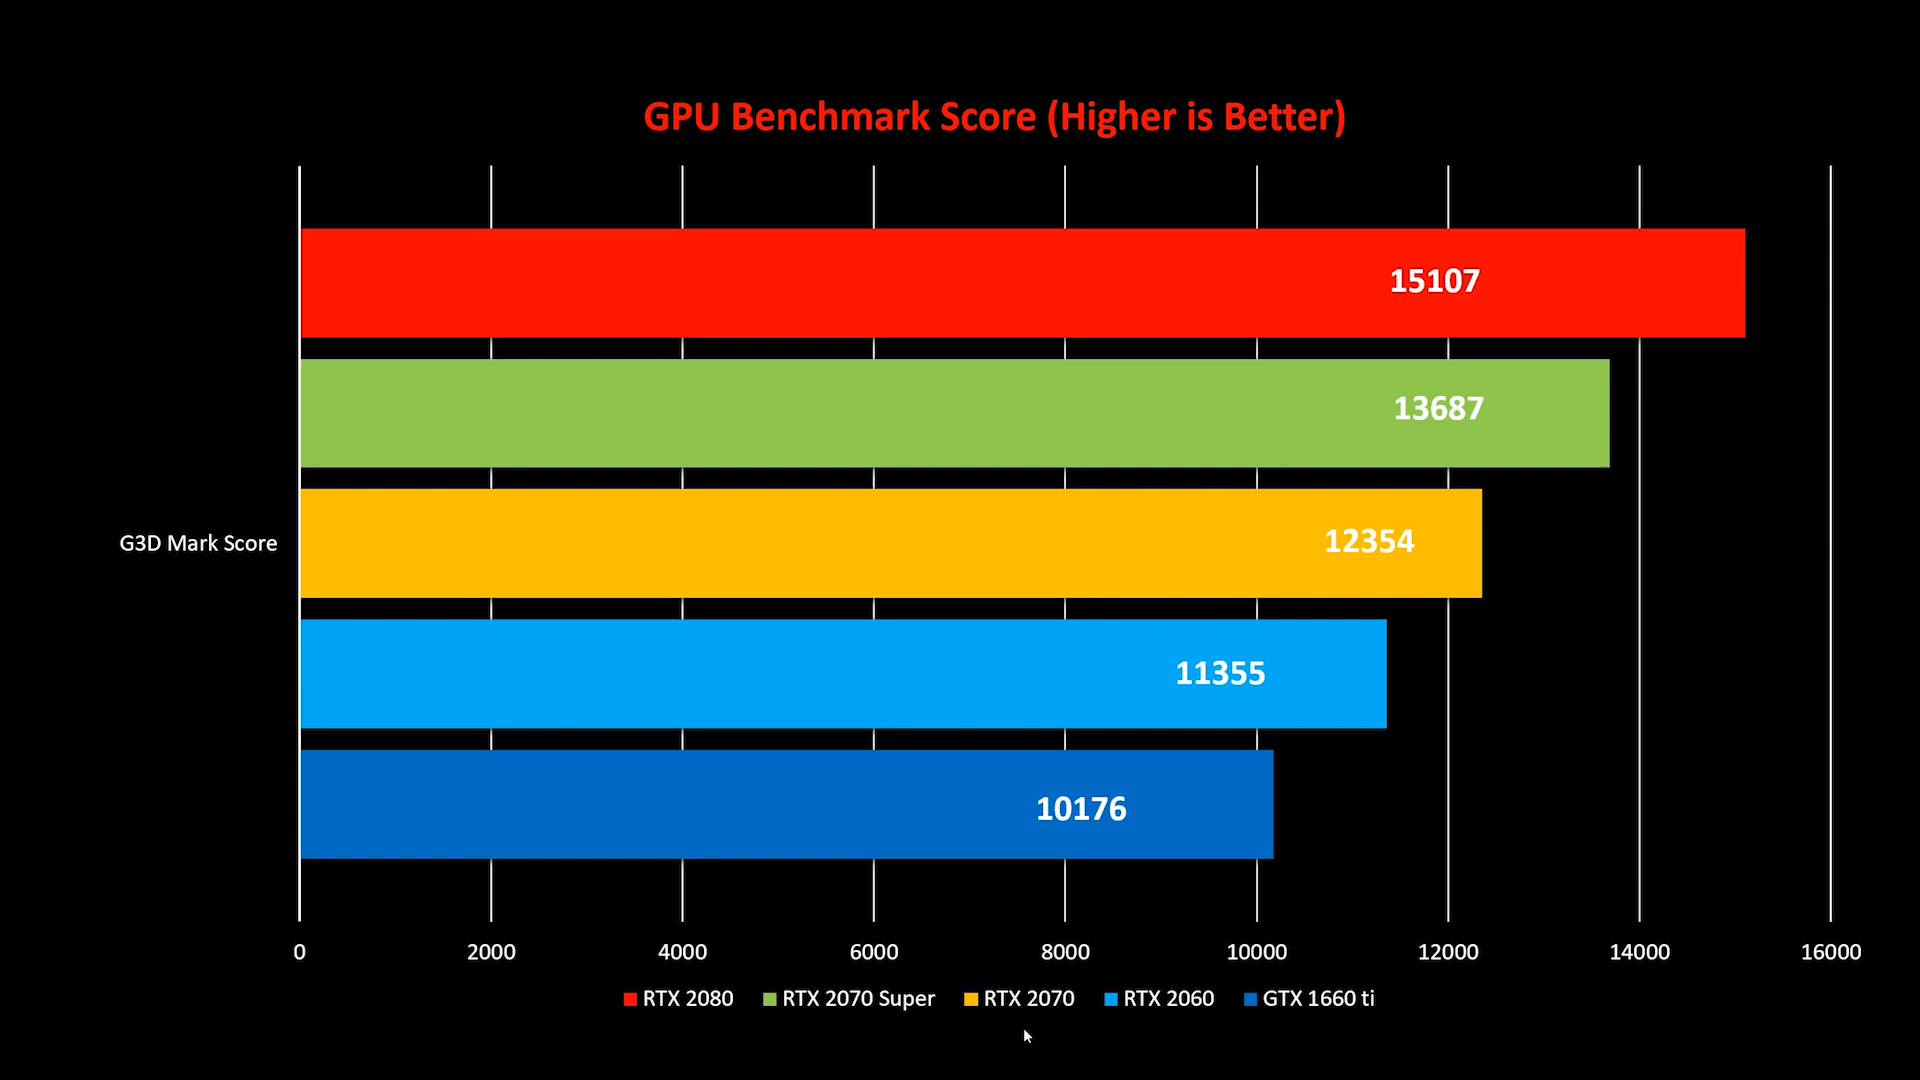 GPU Benchmark Score (Higher is Better)
15107
13687
G3D Mark Score
12354
11355
10176
0 2000 4000 6000 8000 10000 12000 14000 16000
RTX 2080 RTX 2070 Super RTX 2070 RTX 2060 GTX 1660 ti